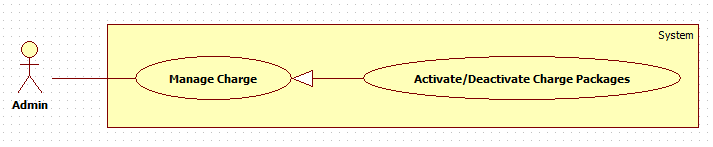 System
Manage Charge
Activate/Deactivate Charge Packages
Admin